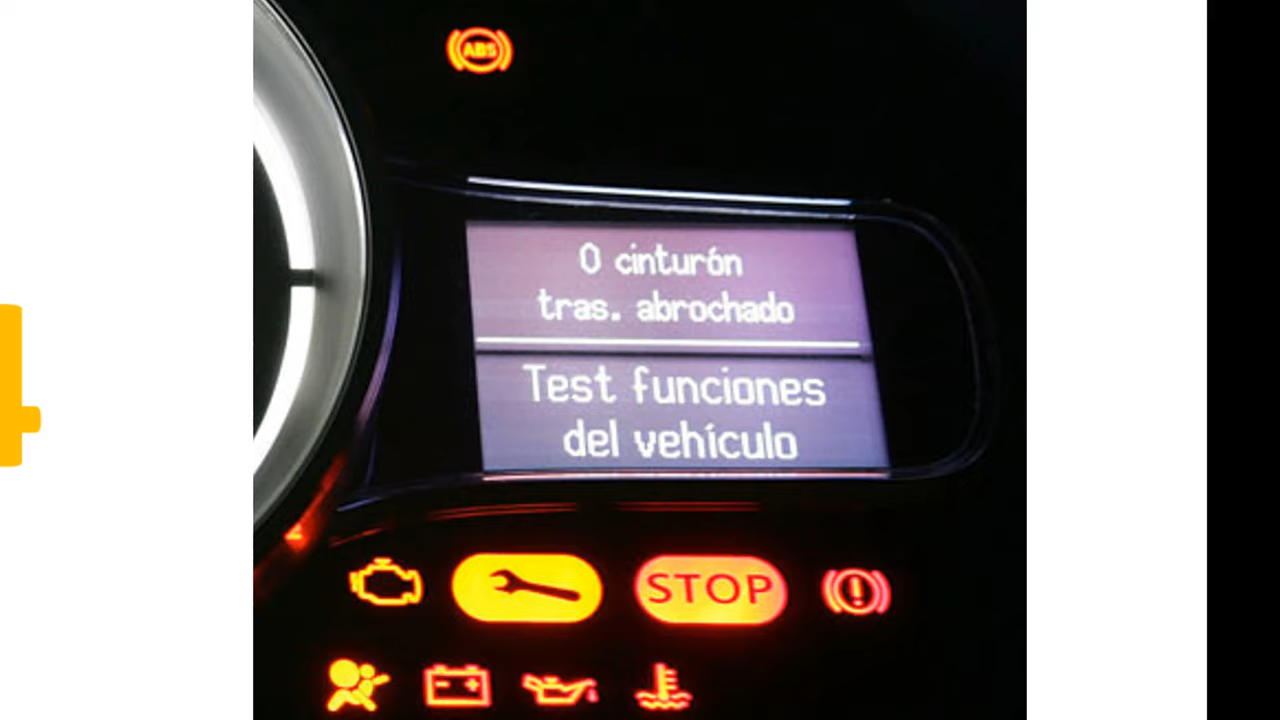 ABS
0 cinturón
tras. abrochado
Test funciones
del vehículo
STOP